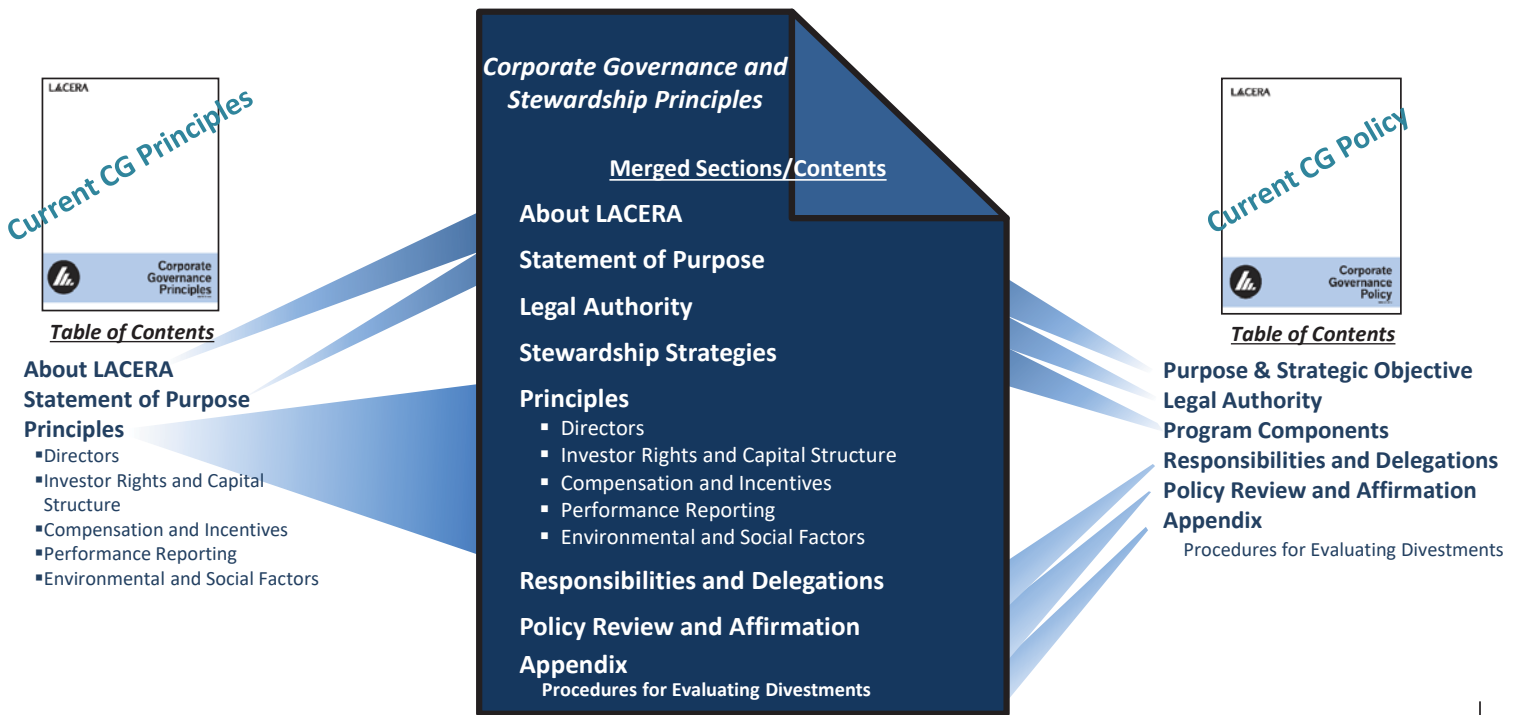 LACERA
Current CG Principles
Corporate
Governance
Principles
Table of Contents
About LACERA
Statement of Purpose
Principles
▪Directors
▪Investor Rights and Capital
Structure
▪Compensation and Incentives
▪Performance Reporting
▪Environmental and Social Factors
Corporate Governance and
Stewardship Principles
Merged Sections/Contents
About LACERA
Statement of Purpose
Legal Authority
Stewardship Strategies
Principles
▪ Directors
▪ Investor Rights and Capital Structure
▪ Compensation and Incentives
▪ Performance Reporting
▪ Environmental and Social Factors
Responsibilities and Delegations
Policy Review and Affirmation
Appendix
Procedures for Evaluating Divestments
LACERA
Current CG Policy
Corporate
Governance
Policy
Table of Contents
Purpose & Strategic Objective
Legal Authority
Program Components
Responsibilities and Delegations
Policy Review and Affirmation
Appendix
Procedures for Evaluating Divestments